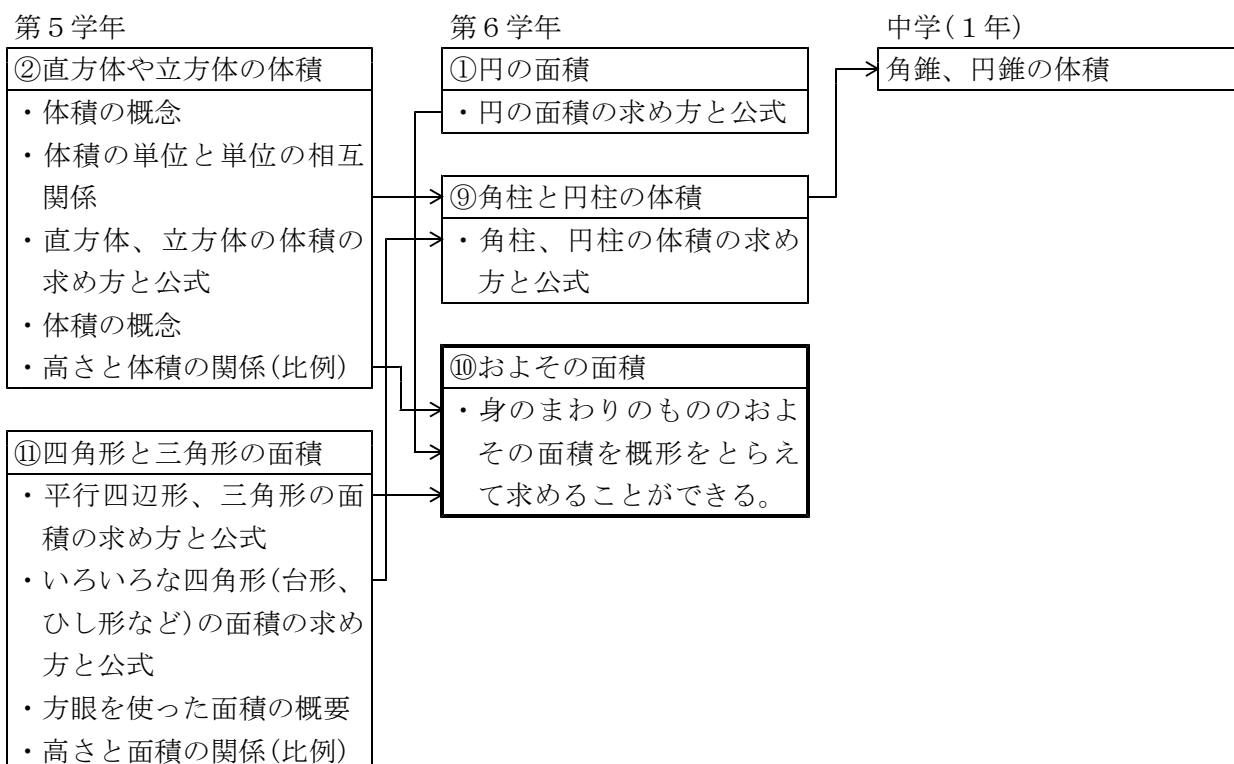 第５学年
②直方体や立方体の体積
・体積の概念
・体積の単位と単位の相互
関係
・直方体、立方体の体積の
求め方と公式
・体積の概念
・高さと体積の関係(比例)
⑪四角形と三角形の面積
・平行四辺形、三角形の面
積の求め方と公式
・いろいろな四角形(台形、
ひし形など)の面積の求め
方と公式
・方眼を使った面積の概要
・高さと面積の関係(比例)
第６学年
①円の面積
・円の面積の求め方と公式
⑨角柱と円柱の体積
・角柱、円柱の体積の求め
方と公式
⑩およその面積
・身のまわりのもののおよ
その面積を概形をとらえ
て求めることができる。
中学(１年)
角錐、円錐の体積